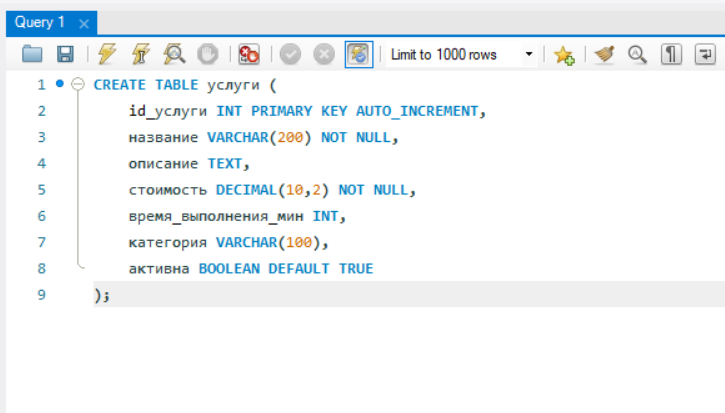 Query 1
Limit to 1000 rows
1 CREATE TABLE услуги (
2 id_услуги INT PRIMARY KEY AUTO_INCREMENT,
3 название VARCHAR(200) NOT NULL,
4 описание TEXT,
5 стоимость DECIMAL(10,2) NOT NULL,
6 время_выполнения_мин INT,
7 категория VARCHAR(100),
8 активна BOOLEAN DEFAULT TRUE
9 );